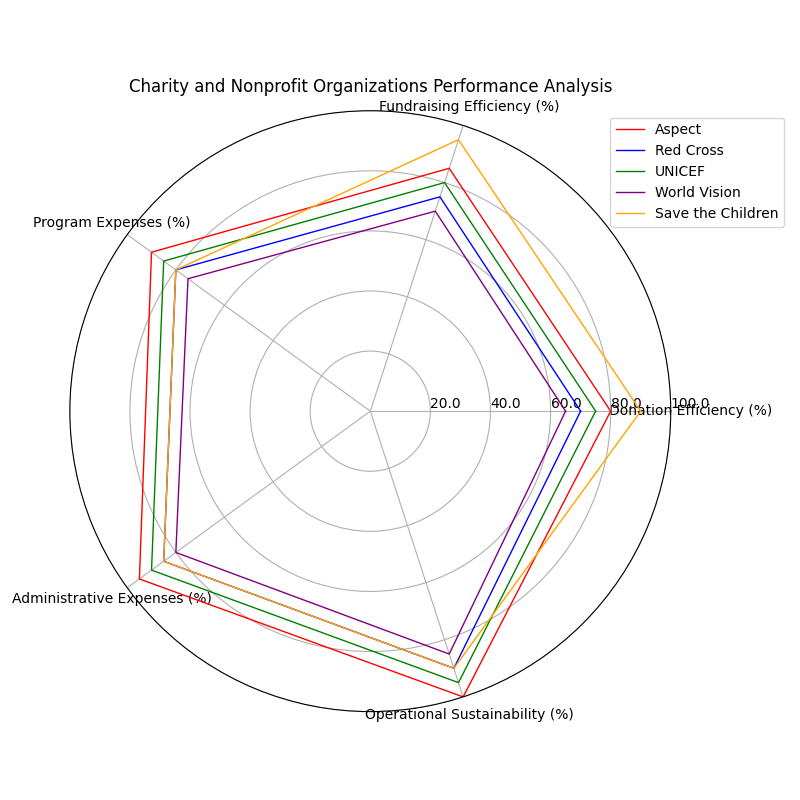 Charity and Nonprofit Organizations Performance Analysis
Fundraising Efficiency (%)
Aspect
Red Cross
UNICEF
World Vision
Save the Children
Program Expenses (%)
20.0 40.0 60.0 80.0 100.0
Donation Efficiency (%)
Administrative Expenses (%)
Operational Sustainability (%)